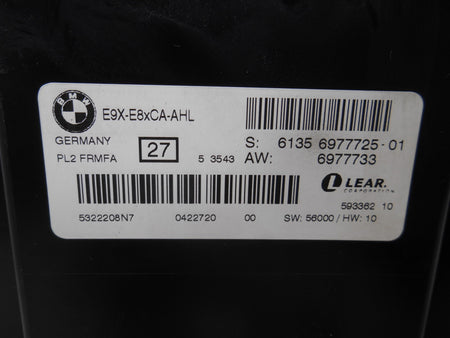 BMW
E9X-E8xCA-AHL
GERMANY
S: 6135 6977725-01
PL2 FRMFA 27 5 3543 AW: 6977733
LEAR.
CORPORATION
593362 10
5322208N7 0422720 00 SW: 56000 / HW: 10